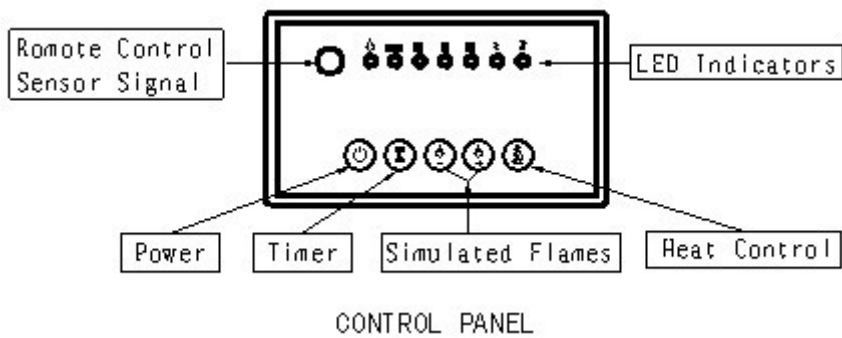 Romote Control
Sensor Signal
LED Indicators
Power
Timer
Simulated Flames
Heat Control
CONTROL PANEL